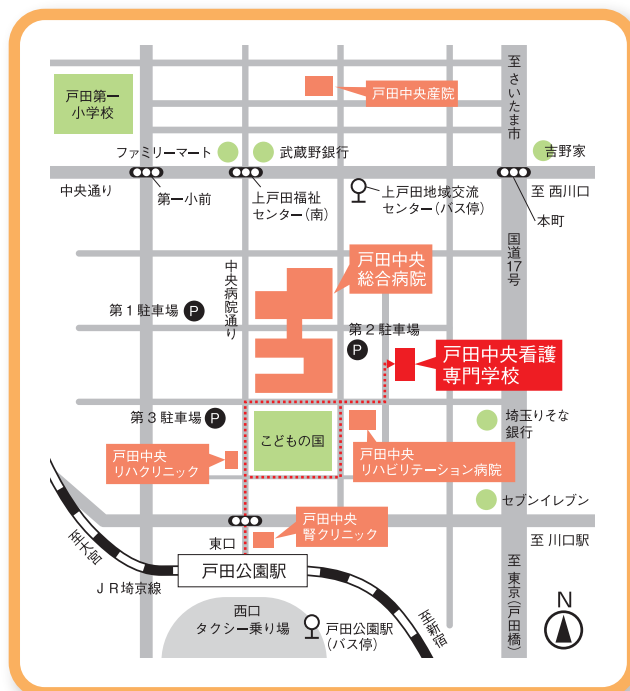 戸田第一
小学校
戸田中央産院
至さいたま市
ファミリーマート
武蔵野銀行
吉野家
中央通り
第一小前
上戸田福祉
センター(南)
上戸田地域交流
センター(バス停)
至 西川口
本町
国道17号
中央病院通り
戸田中央
総合病院
第1駐車場
P
第2駐車場
P
戸田中央看護
専門学校
第3駐車場
P
こどもの国
埼玉りそな
銀行
戸田中央
リハクリニック
戸田中央
リハビリテーション病院
セブンイレブン
戸田中央
腎クリニック
東口
至 川口駅
至大宮
戸田公園駅
JR埼京線
至東京(戸田橋)
西口
タクシー乗り場
戸田公園駅
(バス停)
至新宿
N